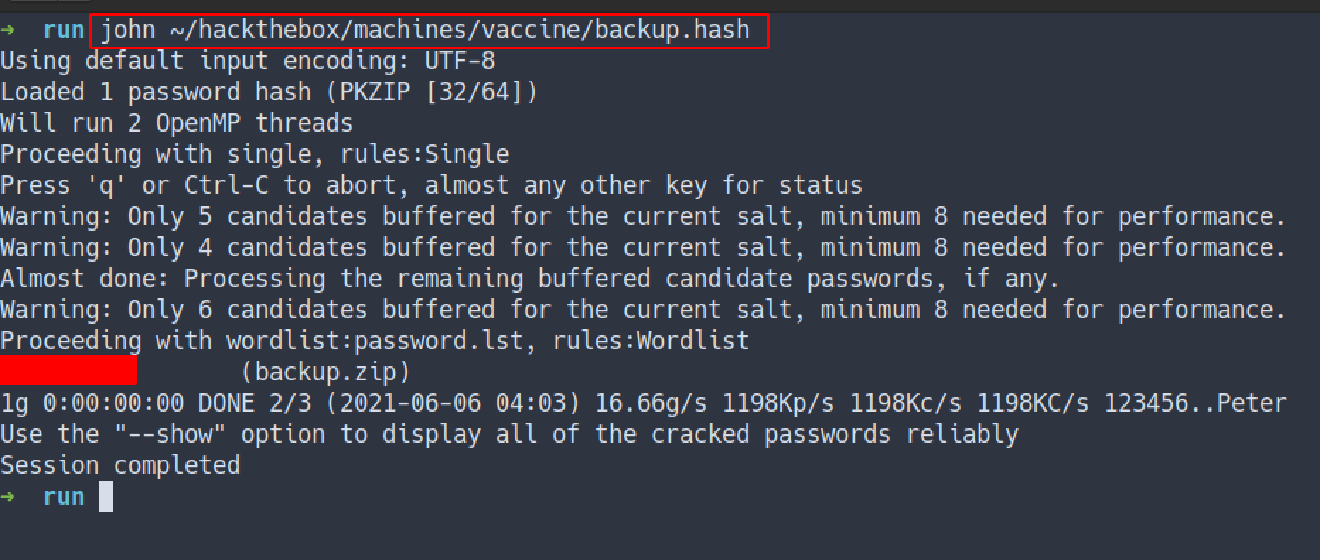 → run john ~/hackthebox/machines/vaccine/backup.hash
Using default input encoding: UTF-8
Loaded 1 password hash (PKZIP [32/64])
Will run 2 OpenMP threads
Proceeding with single, rules:Single
Press 'q' or Ctrl-C to abort, almost any other key for status
Warning: Only 5 candidates buffered for the current salt, minimum 8 needed for performance.
Warning: Only 4 candidates buffered for the current salt, minimum 8 needed for performance.
Almost done: Processing the remaining buffered candidate passwords, if any.
Warning: Only 6 candidates buffered for the current salt, minimum 8 needed for performance.
Proceeding with wordlist:password.lst, rules:Wordlist
(backup.zip)
1g 0:00:00:00 DONE 2/3 (2021-06-06 04:03) 16.66g/s 1198Kp/s 1198Kc/s 1198KC/s 123456..Peter
Use the "--show" option to display all of the cracked passwords reliably
Session completed
→ run